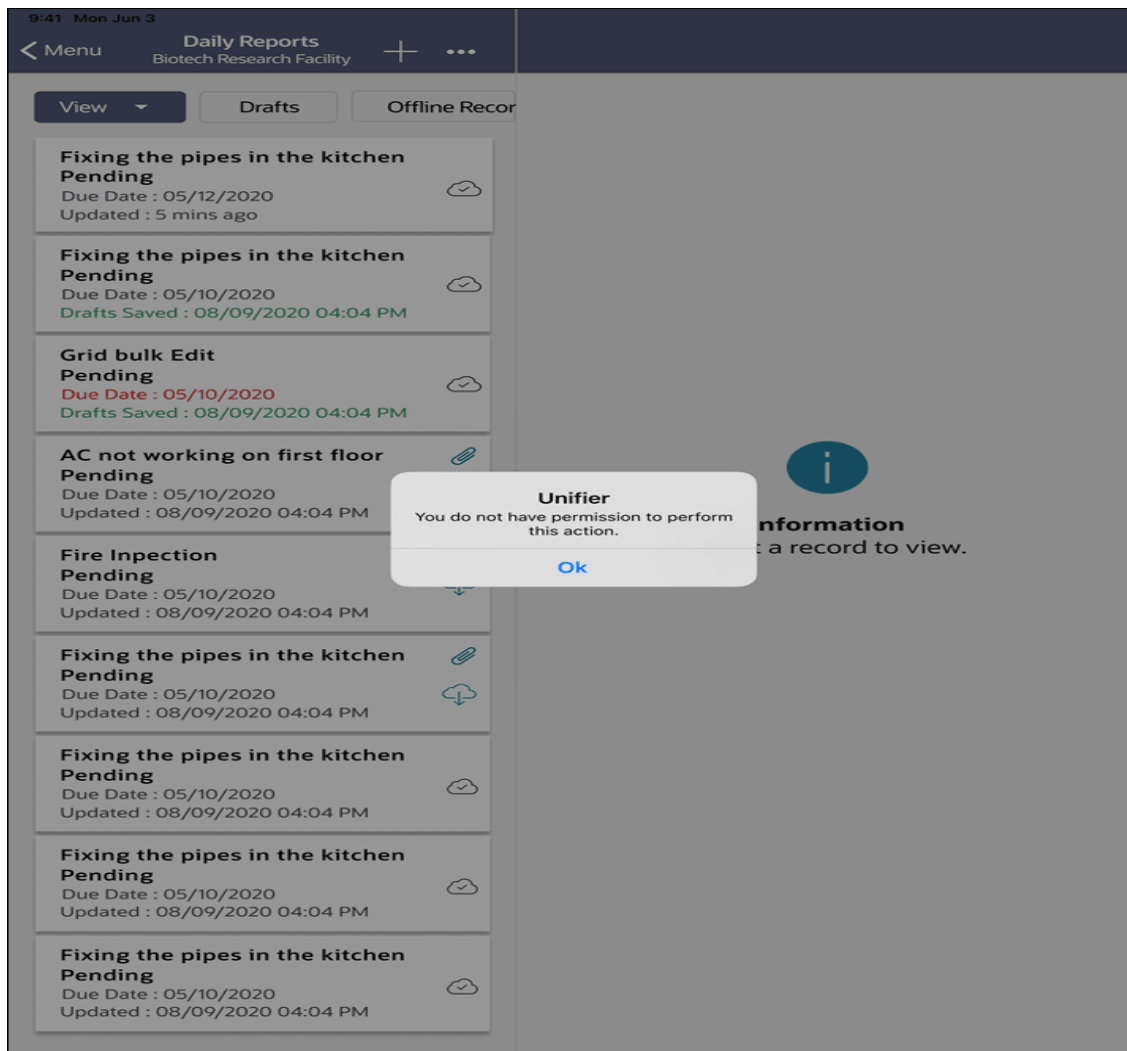 9:41 Mon Jun 3
Menu
Daily Reports
Biotech Research Facility
View
Drafts
Offline Recor
Fixing the pipes in the kitchen
Pending
Due Date : 05/12/2020
Updated : 5 mins ago
Fixing the pipes in the kitchen
Pending
Due Date : 05/10/2020
Drafts Saved : 08/09/2020 04:04 PM
Grid bulk Edit
Pending
Due Date : 05/10/2020
Drafts Saved : 08/09/2020 04:04 PM
AC not working on first floor
Pending
Due Date : 05/10/2020
Updated : 08/09/2020 04:04 PM
Fire Inpection
Pending
Due Date : 05/10/2020
Updated : 08/09/2020 04:04 PM
Fixing the pipes in the kitchen
Pending
Due Date : 05/10/2020
Updated : 08/09/2020 04:04 PM
Fixing the pipes in the kitchen
Pending
Due Date : 05/10/2020
Updated : 08/09/2020 04:04 PM
Fixing the pipes in the kitchen
Pending
Due Date : 05/10/2020
Updated : 08/09/2020 04:04 PM
Fixing the pipes in the kitchen
Pending
Due Date : 05/10/2020
Updated : 08/09/2020 04:04 PM
Unifier
You do not have permission to perform
this action.
Ok
nformation
t a record to view.